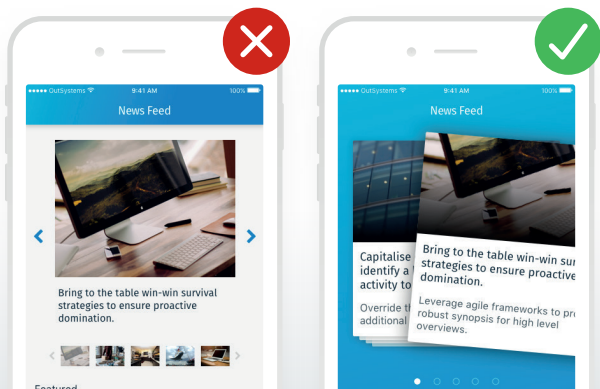 OutSystems 9:41 AM 100%
News Feed
Bring to the table win-win survival
strategies to ensure proactive
domination.
Featured
OutSystems 9:41 AM 100%
News Feed
Capitalise
identify a
activity to
Override t
additional
Bring to the table win-win sur
strategies to ensure proactive
domination.
Leverage agile frameworks to pro
robust synopsis for high level
overviews.